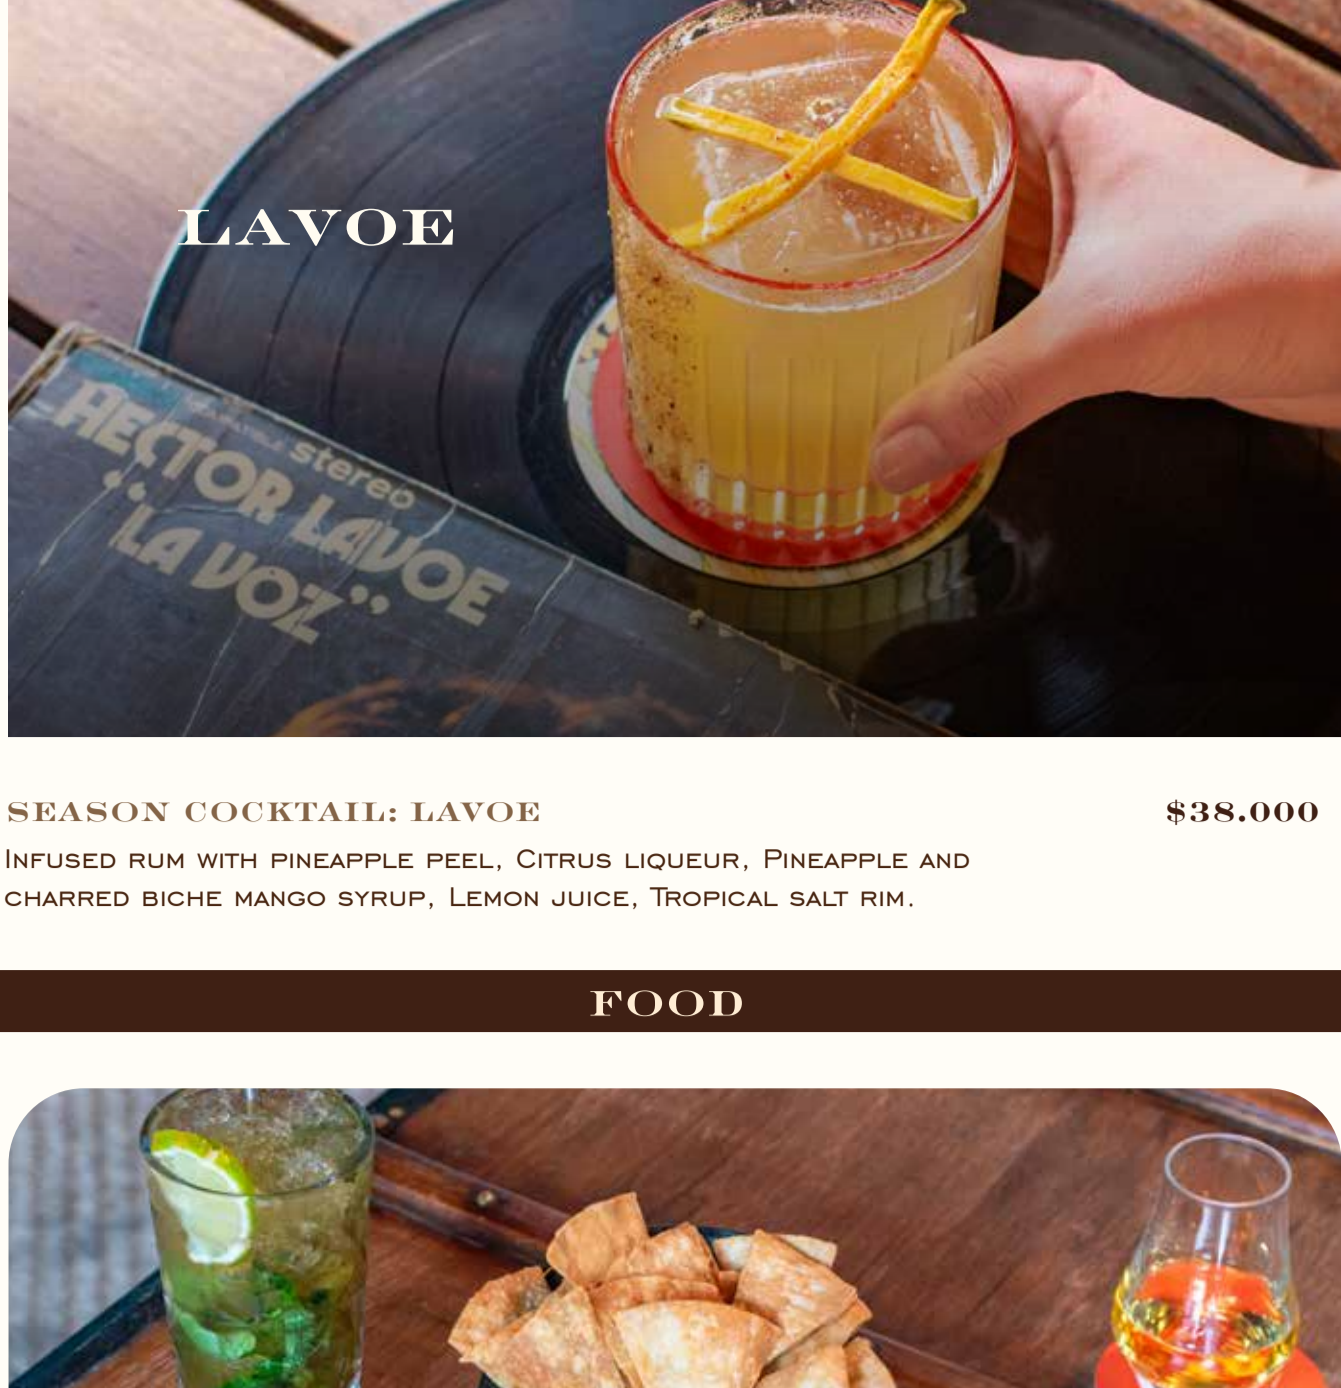 LAVOE
stereo
HECTOR LAVOE
"LA VOZ"
SEASON COCKTAIL: LAVOE
$38.000
INFUSED RUM WITH PINEAPPLE PEEL, CITRUS LIQUEUR, PINEAPPLE AND
CHARRED BICHE MANGO SYRUP, LEMON JUICE, TROPICAL SALT RIM.
FOOD